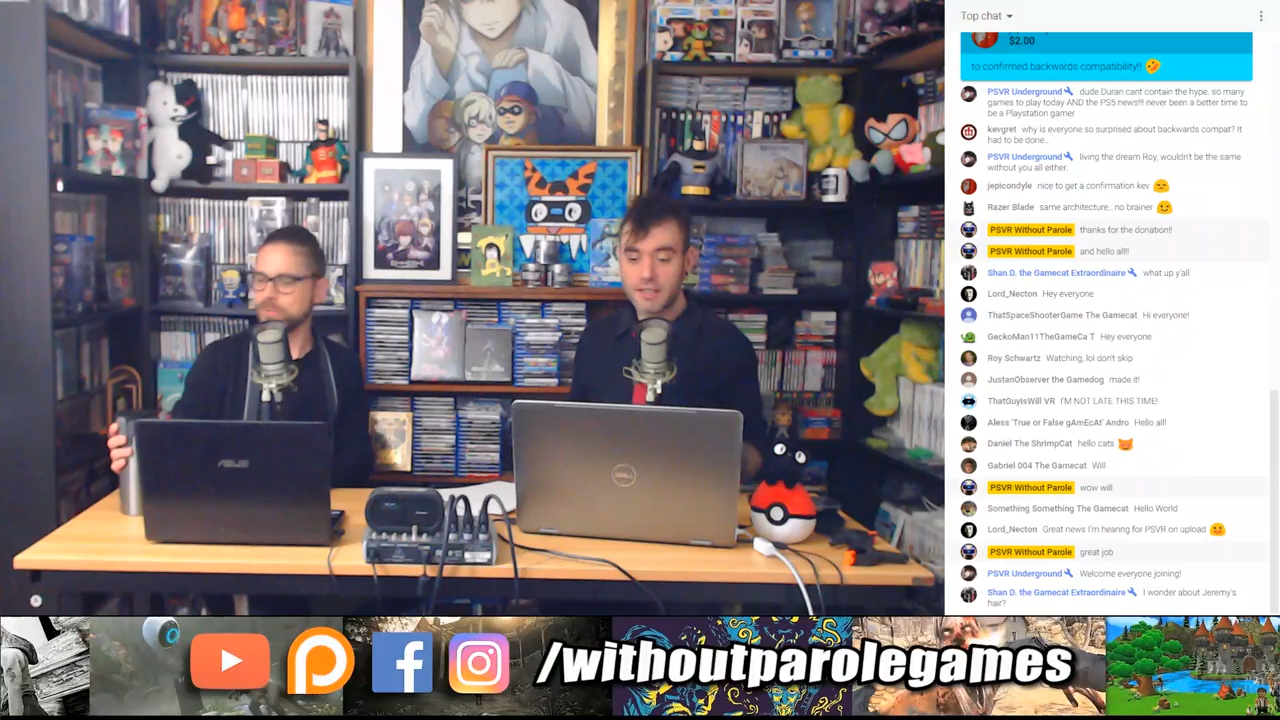 Top chat
$2.00
to confirmed backwards compatibility!!
PSVR Underground dude Duran cant contain the hype. so many
games to play today AND the PS5 news!!! never been a better time to
be a Playstation gamer
kevgret why is everyone so surprised about backwards compat? It
had to be done..
PSVR Underground living the dream Roy, wouldn't be the same
without you all either.
jepicondyle nice to get a confirmation kev
Razer Blade same architecture.. no brainer
PSVR Without Parole thanks for the donation!!
PSVR Without Parole and hello all!!!
Shan D. the Gamecat Extraordinaire what up y'all
Lord_Necton Hey everyone
ThatSpaceShooterGame The Gamecat Hi everyone!
GeckoMan11TheGameCa T Hey everyone
Roy Schwartz Watching, lol don't skip
JustanObserver the Gamedog made it!
ThatGuyIsWill VR I'M NOT LATE THIS TIME!
Aless 'True or False gAmEcAt' Andro Hello all!
Daniel The ShrimpCat hello cats
Gabriel 004 The Gamecat Will
PSVR Without Parole wow will
Something Something The Gamecat Hello World
Lord_Necton Great news I'm hearing for PSVR on upload
PSVR Without Parole great job
PSVR Underground Welcome everyone joining!
Shan D. the Gamecat Extraordinaire I wonder about Jeremy's
hair?
ASUS
DELL
/withoutparolegames